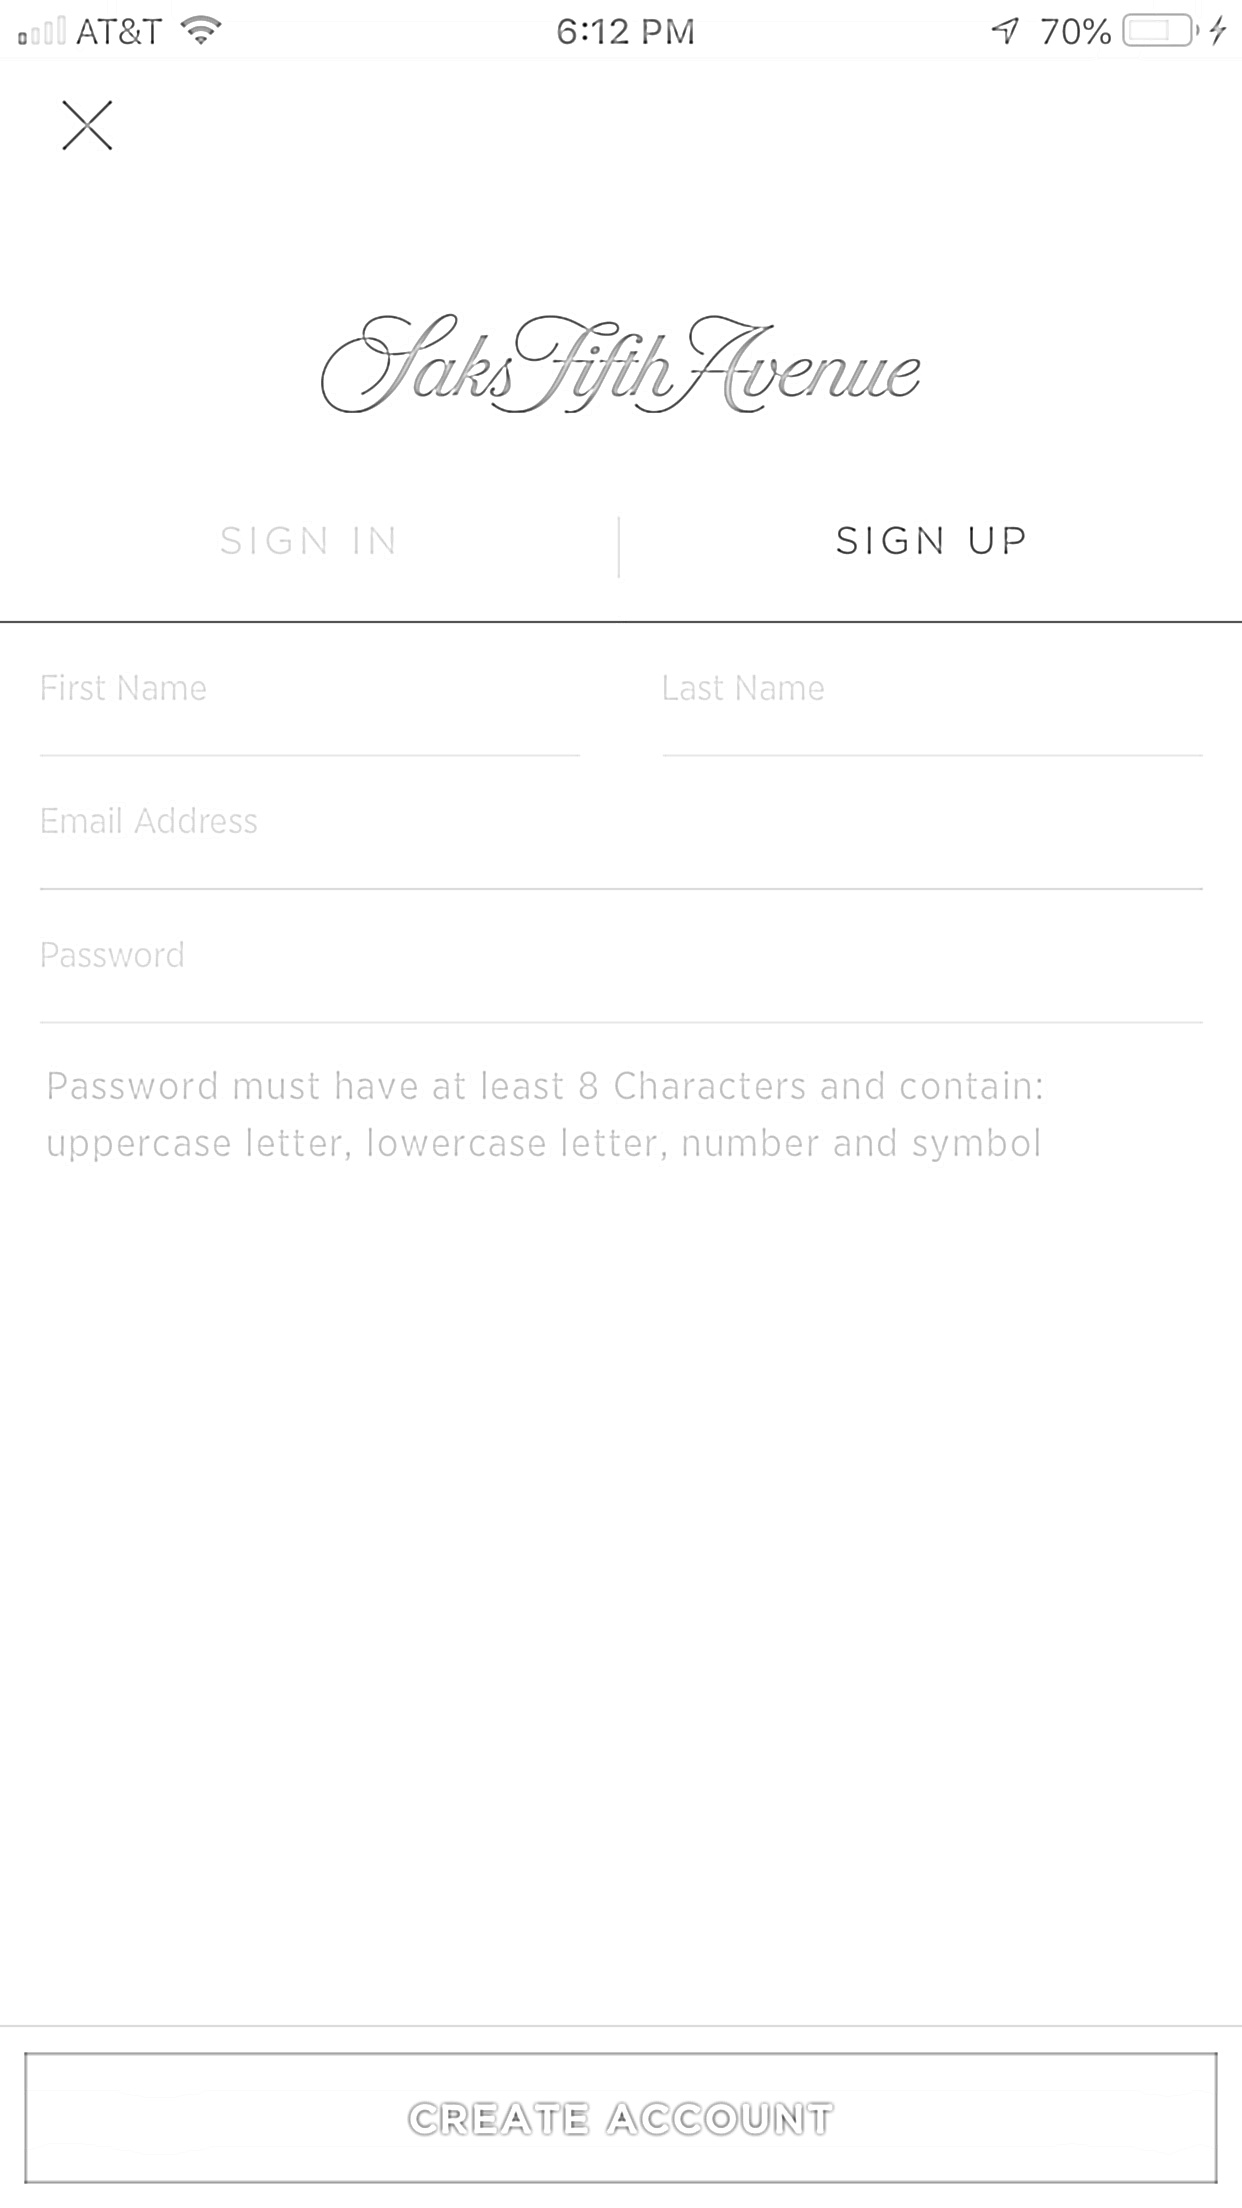 AT&T 6:12 PM 70%
Saks Fifth Avenue
SIGN IN SIGN UP
First Name Last Name
Email Address
Password
Password must have at least 8 Characters and contain:
uppercase letter, lowercase letter, number and symbol
CREATE ACCOUNT